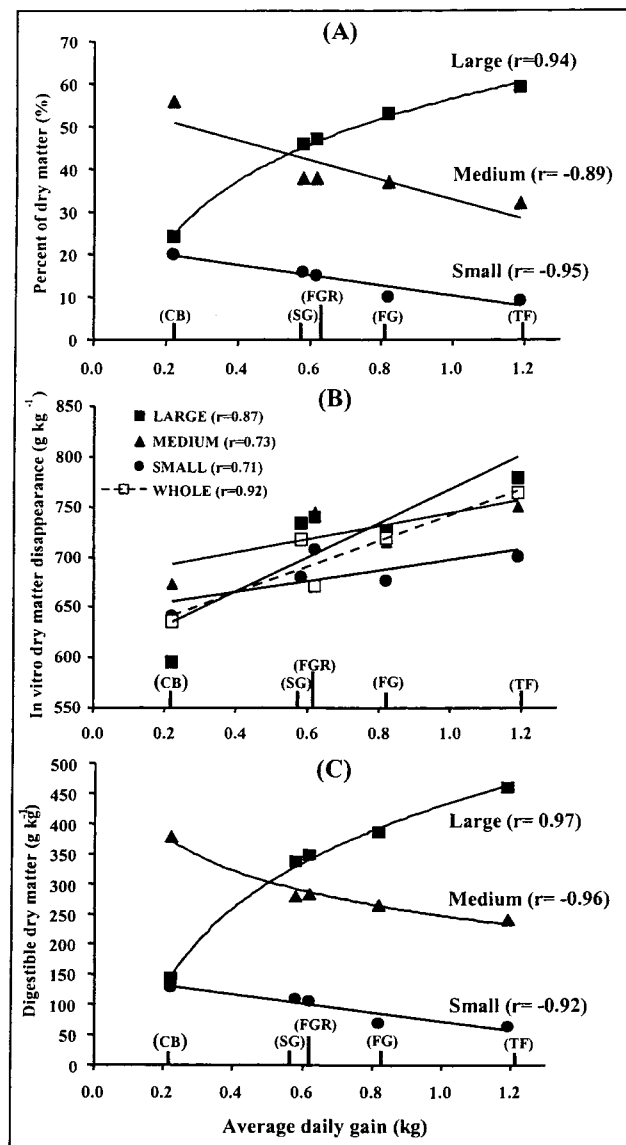 (A)
Percent of dry matter (%)
70
60
50
40
30
20
10
0
Large (r=0.94)
Medium (r= -0.89)
Small (r= -0.95)
(CB)
(SG)
(FGR)
(FG)
(TF)
0.0 0.2 0.4 0.6 0.8 1.0 1.2
(B)
In vitro dry matter disappearance (g kg -1)
850
800
750
700
650
600
550
LARGE (r=0.87)
MEDIUM (r=0.73)
SMALL (r=0.71)
WHOLE (r=0.92)
(CB)
(SG)
(FGR)
(FG)
(TF)
0.0 0.2 0.4 0.6 0.8 1.0 1.2
(C)
Digestible dry matter (g kg-1)
500
450
400
350
300
250
200
150
100
50
0
Large (r= 0.97)
Medium (r= -0.96)
Small (r= -0.92)
(CB)
(SG)
(FGR)
(FG)
(TF)
0.0 0.2 0.4 0.6 0.8 1.0 1.2
Average daily gain (kg)